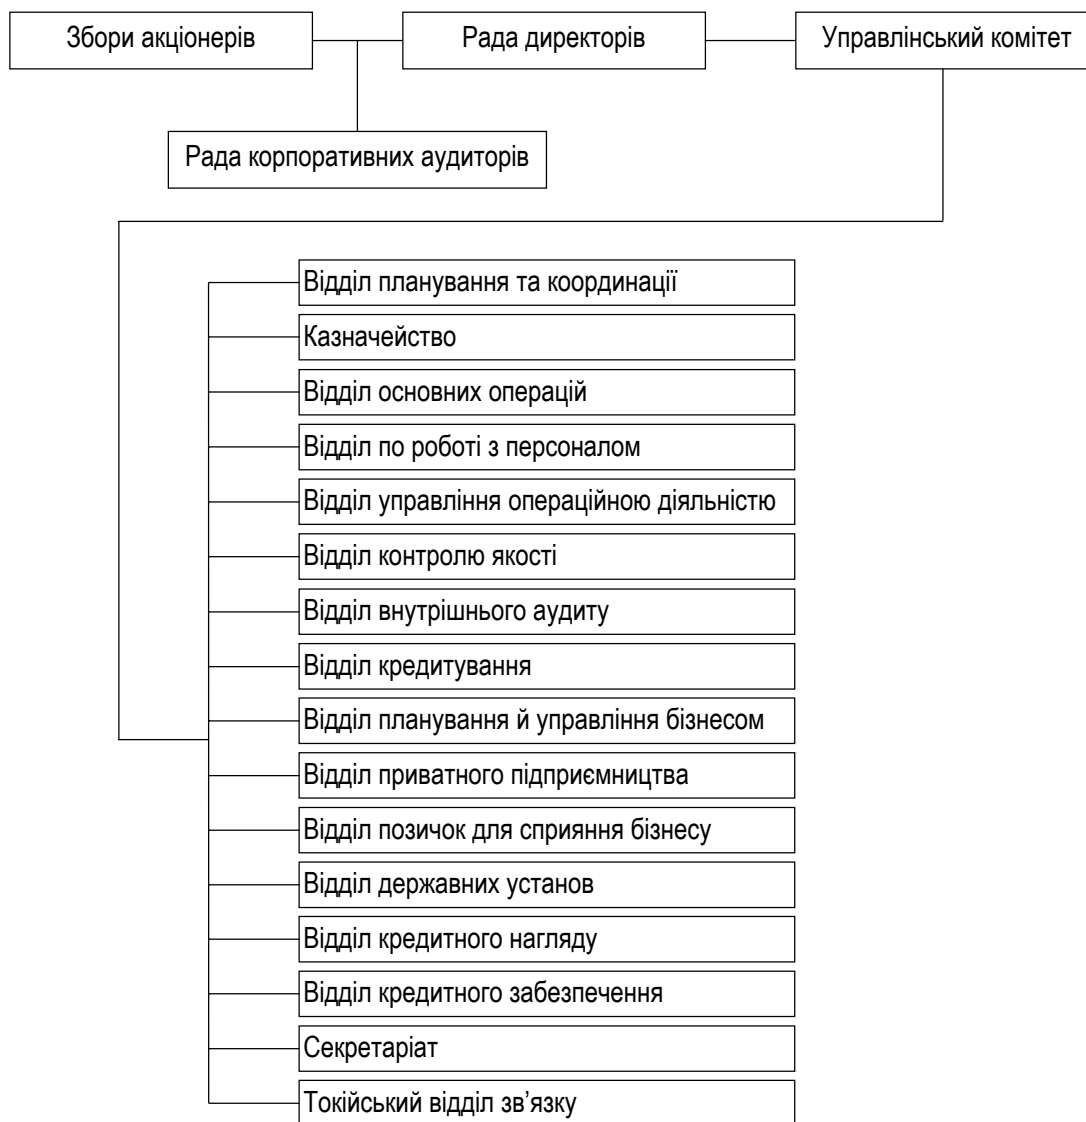 Збори акціонерів
Рада директорів
Управлінський комітет
Рада корпоративних аудиторів
Відділ планування та координації
Казначейство
Відділ основних операцій
Відділ по роботі з персоналом
Відділ управління операційною діяльністю
Відділ контролю якості
Відділ внутрішнього аудиту
Відділ кредитування
Відділ планування й управління бізнесом
Відділ приватного підприємництва
Відділ позичок для сприяння бізнесу
Відділ державних установ
Відділ кредитного нагляду
Відділ кредитного забезпечення
Секретаріат
Токійський відділ зв’язку